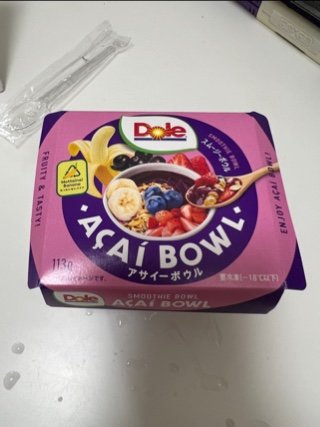 Dole
SMOOTHIE BOWL
スムージーボウル
Mottainai
Banana
FRUITY & TASTY!
ENJOY AÇAÍ BOWL!
AÇAÍ BOWL
アサイーボウル
113g
要冷凍(−18℃以下)
Dole
SMOOTHIE BOWL
AÇAÍ BOWL